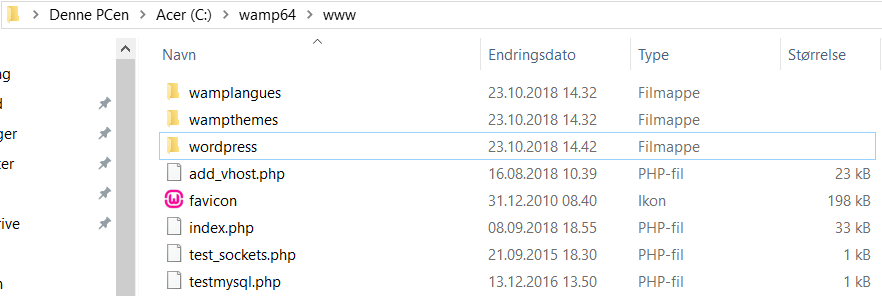 Denne PCen > Acer (C:) > wamp64 > www
Navn Endringsdato Type Størrelse
wamplangues 23.10.2018 14.32 Filmappe
wampthemes 23.10.2018 14.32 Filmappe
wordpress 23.10.2018 14.42 Filmappe
add_vhost.php 16.08.2018 10.39 PHP-fil 23 kB
favicon 31.12.2010 08.40 Ikon 198 kB
index.php 08.09.2018 18.55 PHP-fil 33 kB
test_sockets.php 21.09.2015 18.30 PHP-fil 1 kB
testmysql.php 13.12.2016 13.50 PHP-fil 1 kB